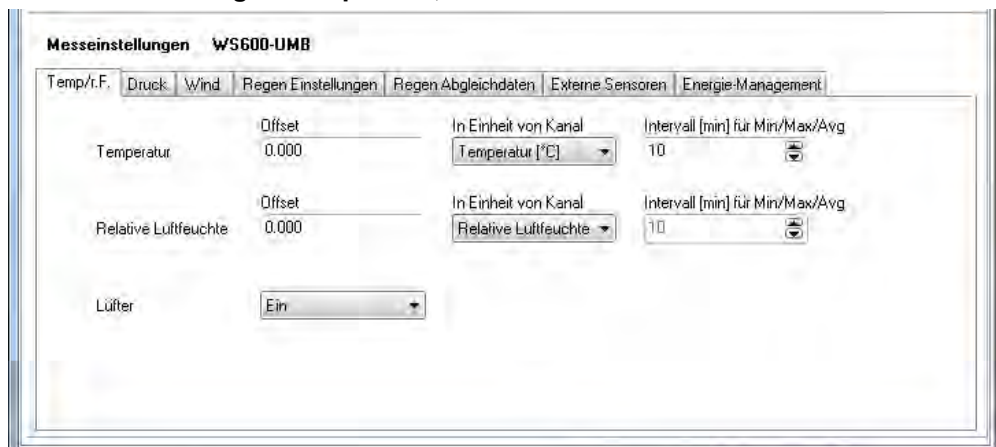 Messeinstellungen WS600-UMB
Temp/r.F. Druck Wind Regen Einstellungen Regen Abgleichdaten Externe Sensoren Energie-Management
Offset In Einheit von Kanal Intervall [min] für Min/Max/Avg
Temperatur 0.000 Temperatur [°C] 10
Offset In Einheit von Kanal Intervall [min] für Min/Max/Avg
Relative Luftfeuchte 0.000 Relative Luftfeuchte 10
Lüfter Ein